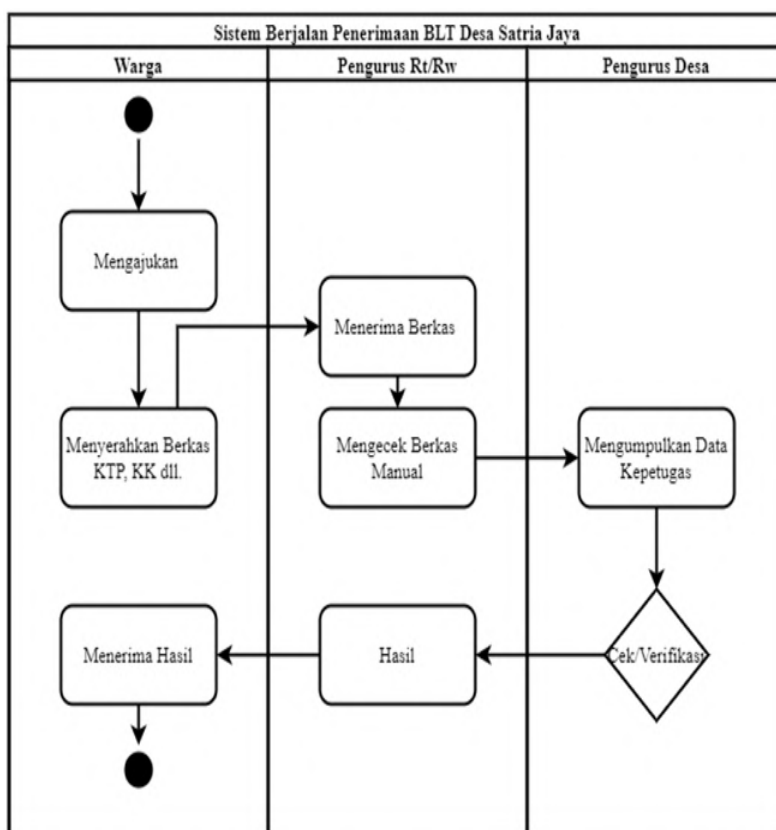 Sistem Berjalan Penerimaan BLT Desa Satria Jaya
Warga
Pengurus Rt/Rw
Pengurus Desa
Mengajukan
Menerima Berkas
Menyerahkan Berkas
KTP, KK dll.
Mengecek Berkas
Manual
Mengumpulkan Data
Kepetugas
Menerima Hasil
Hasil
Cek/Verifikasi